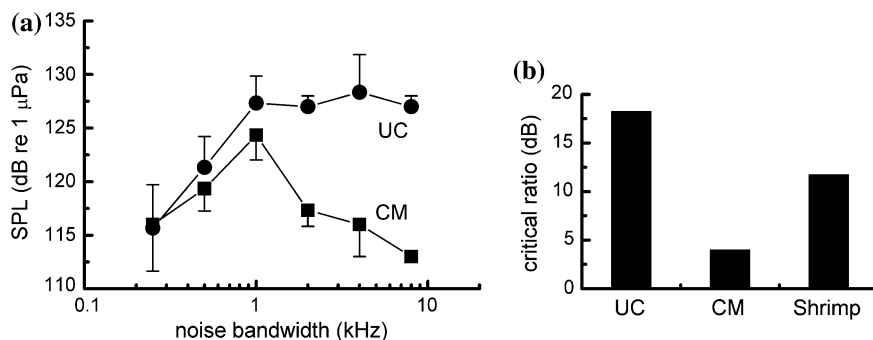 (a)
135
130
125
120
115
110
SPL (dB re 1 μPa)
UC
CM
0.1
1
10
noise bandwidth (kHz)
(b)
20
15
10
5
0
critical ratio (dB)
UC
CM
Shrimp